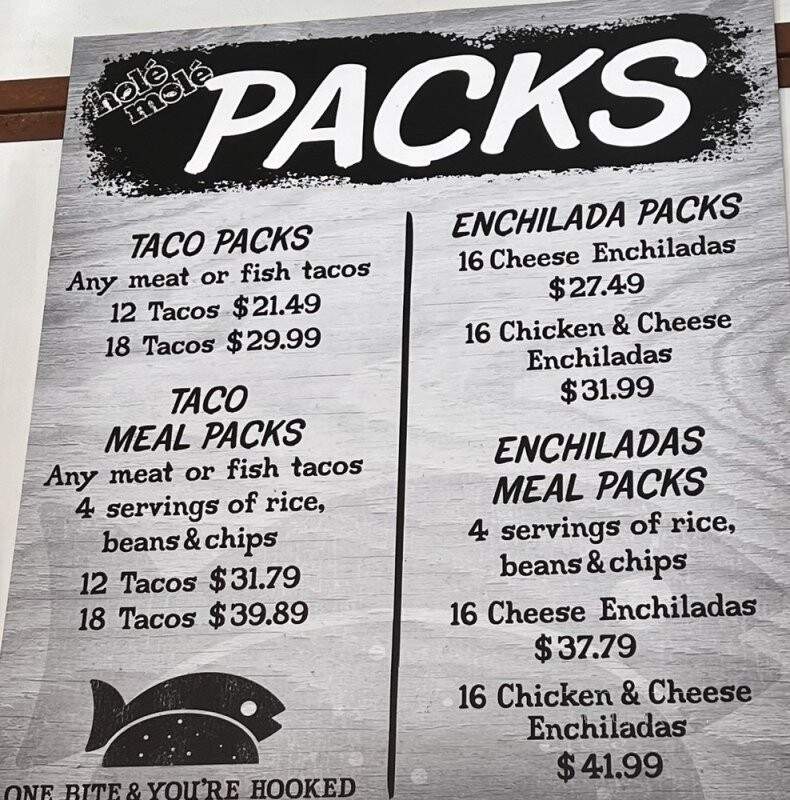 holé
molé
PACKS
TACO PACKS
Any meat or fish tacos
12 Tacos $21.49
18 Tacos $29.99
TACO
MEAL PACKS
Any meat or fish tacos
4 servings of rice,
beans & chips
12 Tacos $31.79
18 Tacos $39.89
ONE BITE & YOU'RE HOOKED
ENCHILADA PACKS
16 Cheese Enchiladas
$27.49
16 Chicken & Cheese
Enchiladas
$31.99
ENCHILADAS
MEAL PACKS
4 servings of rice,
beans & chips
16 Cheese Enchiladas
$37.79
16 Chicken & Cheese
Enchiladas
$41.99